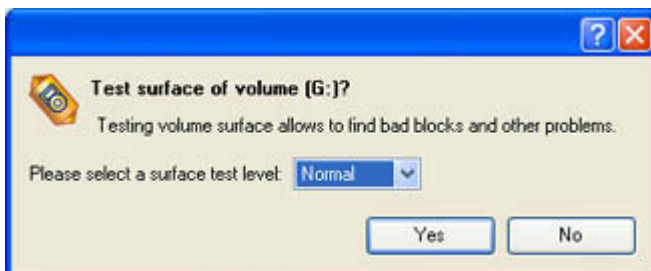 Test surface of volume (G:)?
Testing volume surface allows to find bad blocks and other problems.
Please select a surface test level: Normal
Yes No